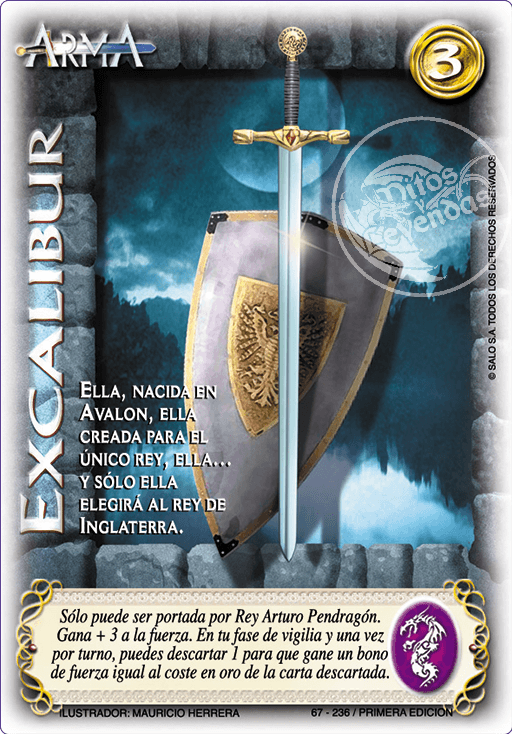 ARMA
3
Mitos
y
Leyendas
EXCALIBUR
© SALO S.A. TODOS LOS DERECHOS RESERVADOS
ELLA, NACIDA EN
AVALON, ELLA
CREADA PARA EL
ÚNICO REY, ELLA...
Y SÓLO ELLA
ELEGIRÁ AL REY DE
INGLATERRA.
Sólo puede ser portada por Rey Arturo Pendragón.
Gana + 3 a la fuerza. En tu fase de vigilia y una vez
por turno, puedes descartar 1 para que gane un bono
de fuerza igual al coste en oro de la carta descartada.
ILUSTRADOR: MAURICIO HERRERA 67 - 236 / PRIMERA EDICIÓN